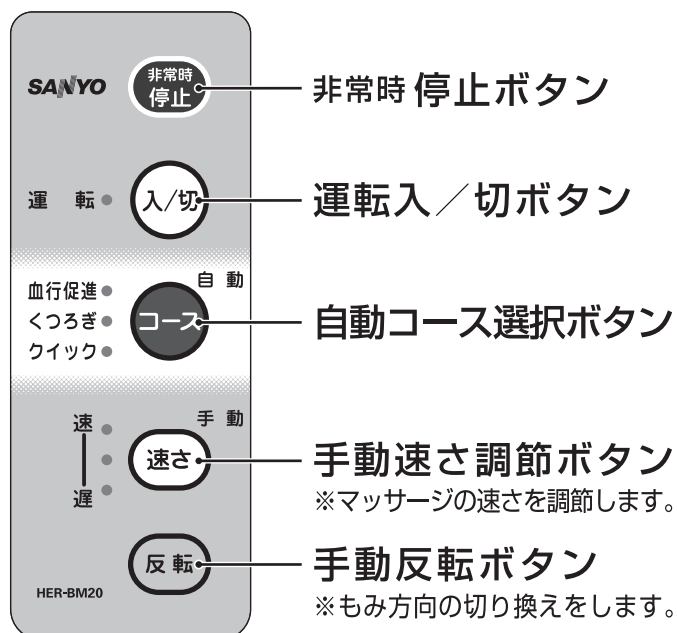 SANYO
非常時
停止
非常時 停止ボタン
運 転
入/切
運転入／切ボタン
自 動
血行促進
くつろぎ
クイック
コース
自動コース選択ボタン
手 動
速
遅
速さ
手動速さ調節ボタン
※マッサージの速さを調節します。
反 転
手動反転ボタン
※もみ方向の切り換えをします。
HER-BM20